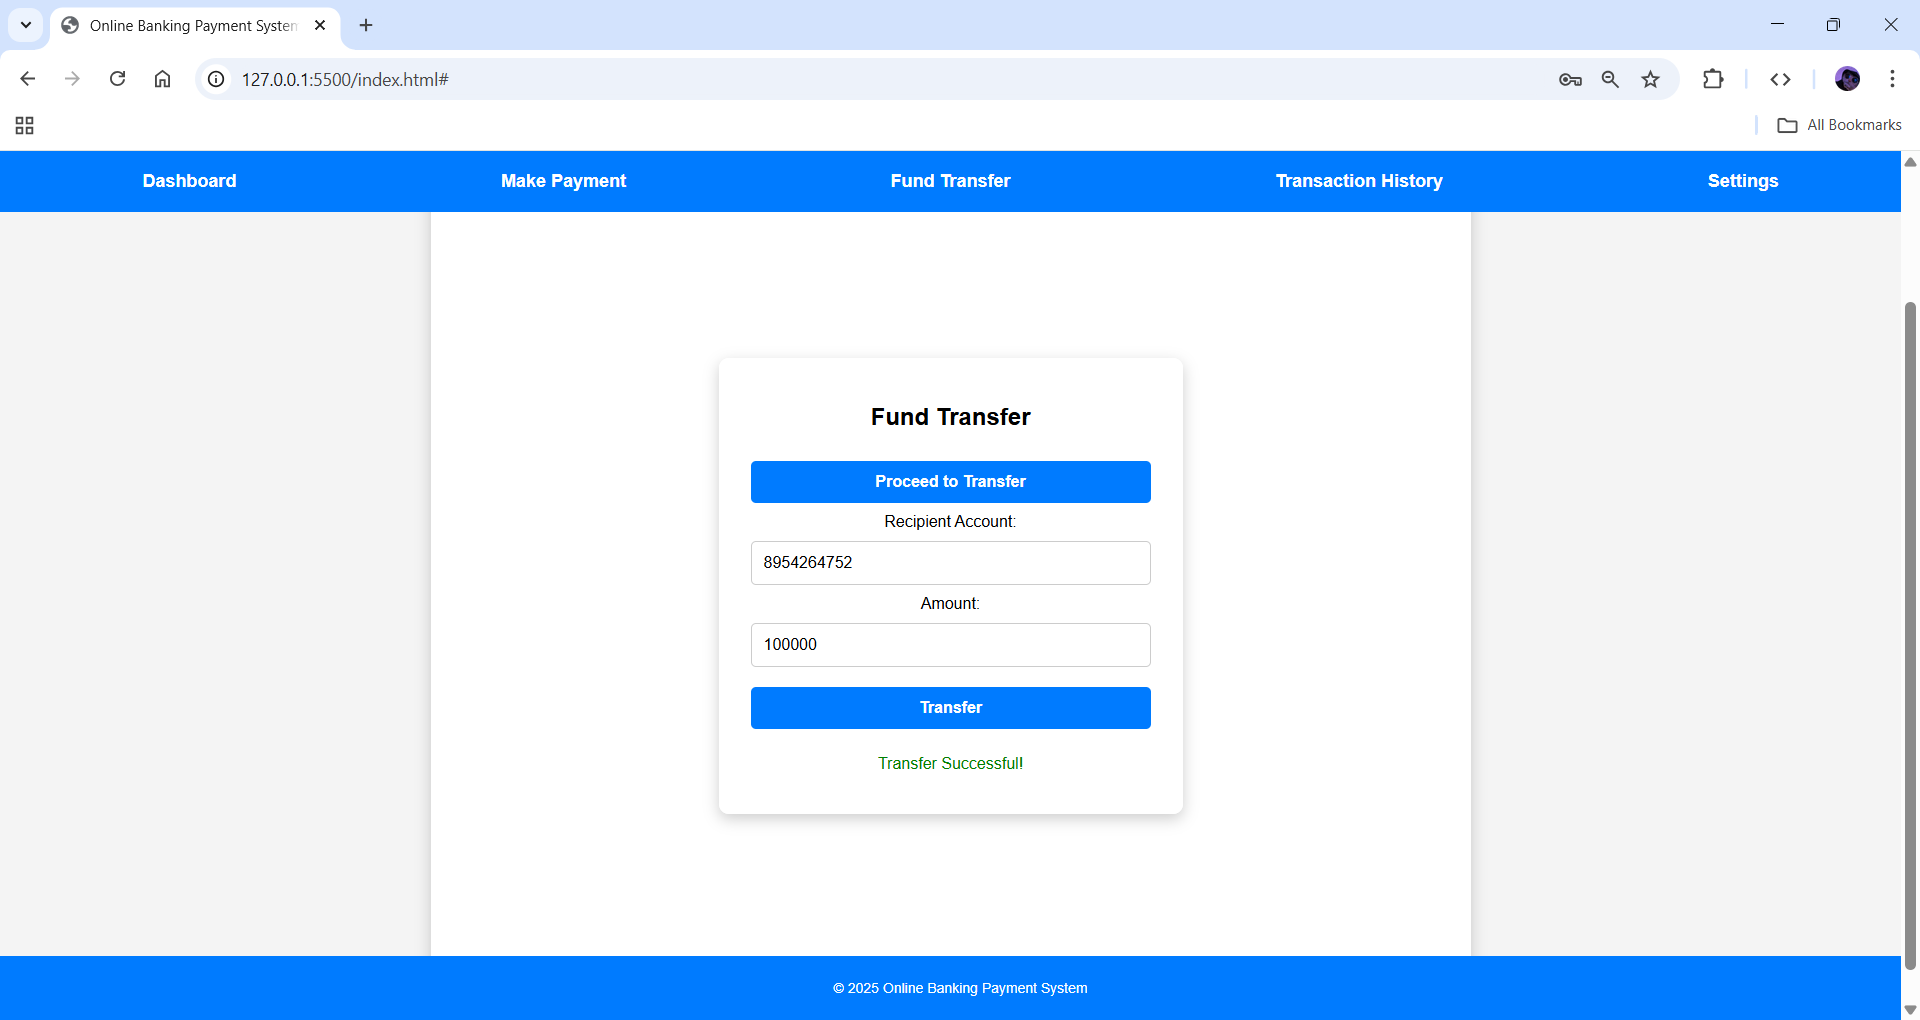 Online Banking Payment System
127.0.0.1:5500/index.html#
All Bookmarks
Dashboard Make Payment Fund Transfer Transaction History Settings
Fund Transfer
Proceed to Transfer
Recipient Account:
8954264752
Amount:
100000
Transfer
Transfer Successful!
© 2025 Online Banking Payment System